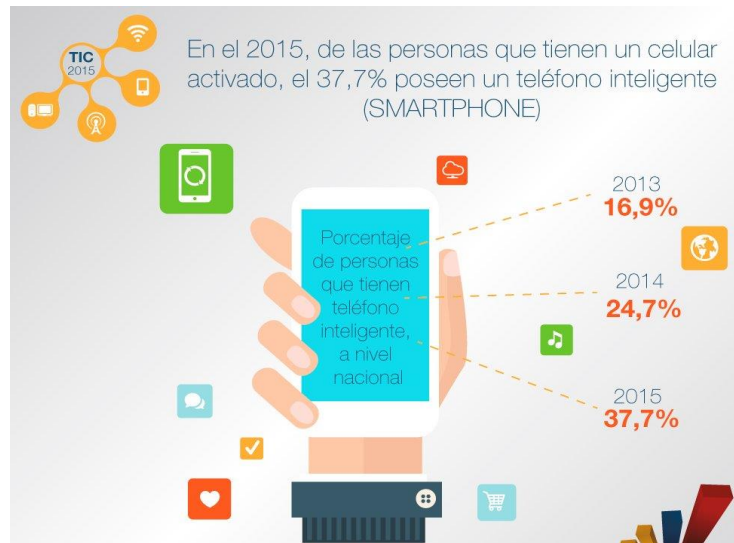 TIC
2015
En el 2015, de las personas que tienen un celular
activado, el 37,7% poseen un teléfono inteligente
(SMARTPHONE)
Porcentaje
de personas
que tienen
teléfono
inteligente,
a nivel
nacional
2013
16,9%
2014
24,7%
2015
37,7%